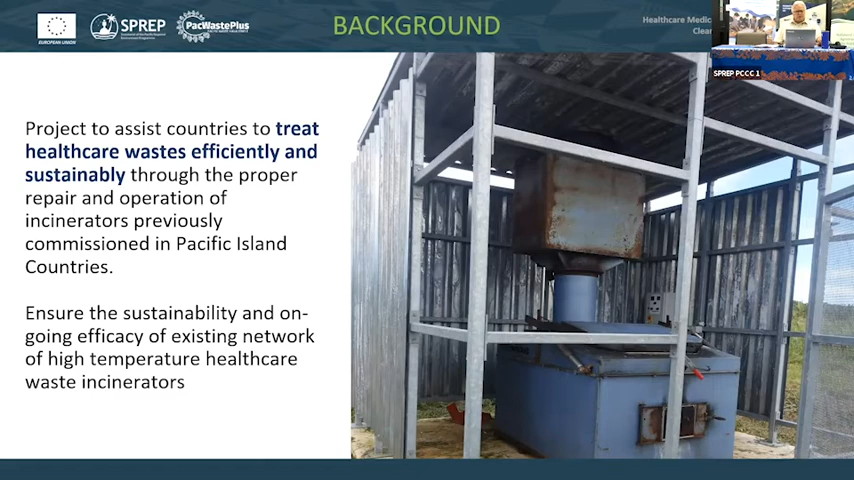 EUROPEAN UNION
SPREP
PacWastePlus
BACKGROUND
Healthcare Medic
Clea
SPREP PCCC 1
Project to assist countries to treat
healthcare wastes efficiently and
sustainably through the proper
repair and operation of
incinerators previously
commissioned in Pacific Island
Countries.
Ensure the sustainability and on-
going efficacy of existing network
of high temperature healthcare
waste incinerators